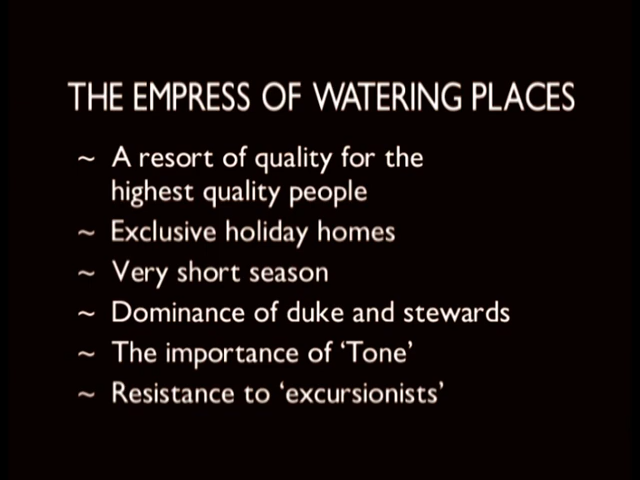 THE EMPRESS OF WATERING PLACES
~ A resort of quality for the
highest quality people
~ Exclusive holiday homes
~ Very short season
~ Dominance of duke and stewards
~ The importance of ‘Tone’
~ Resistance to ‘excursionists’